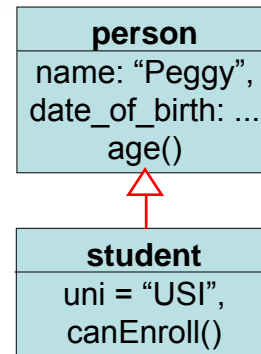 person
name: “Peggy”,
date_of_birth: ...
age()
student
uni = “USI”,
canEnroll()